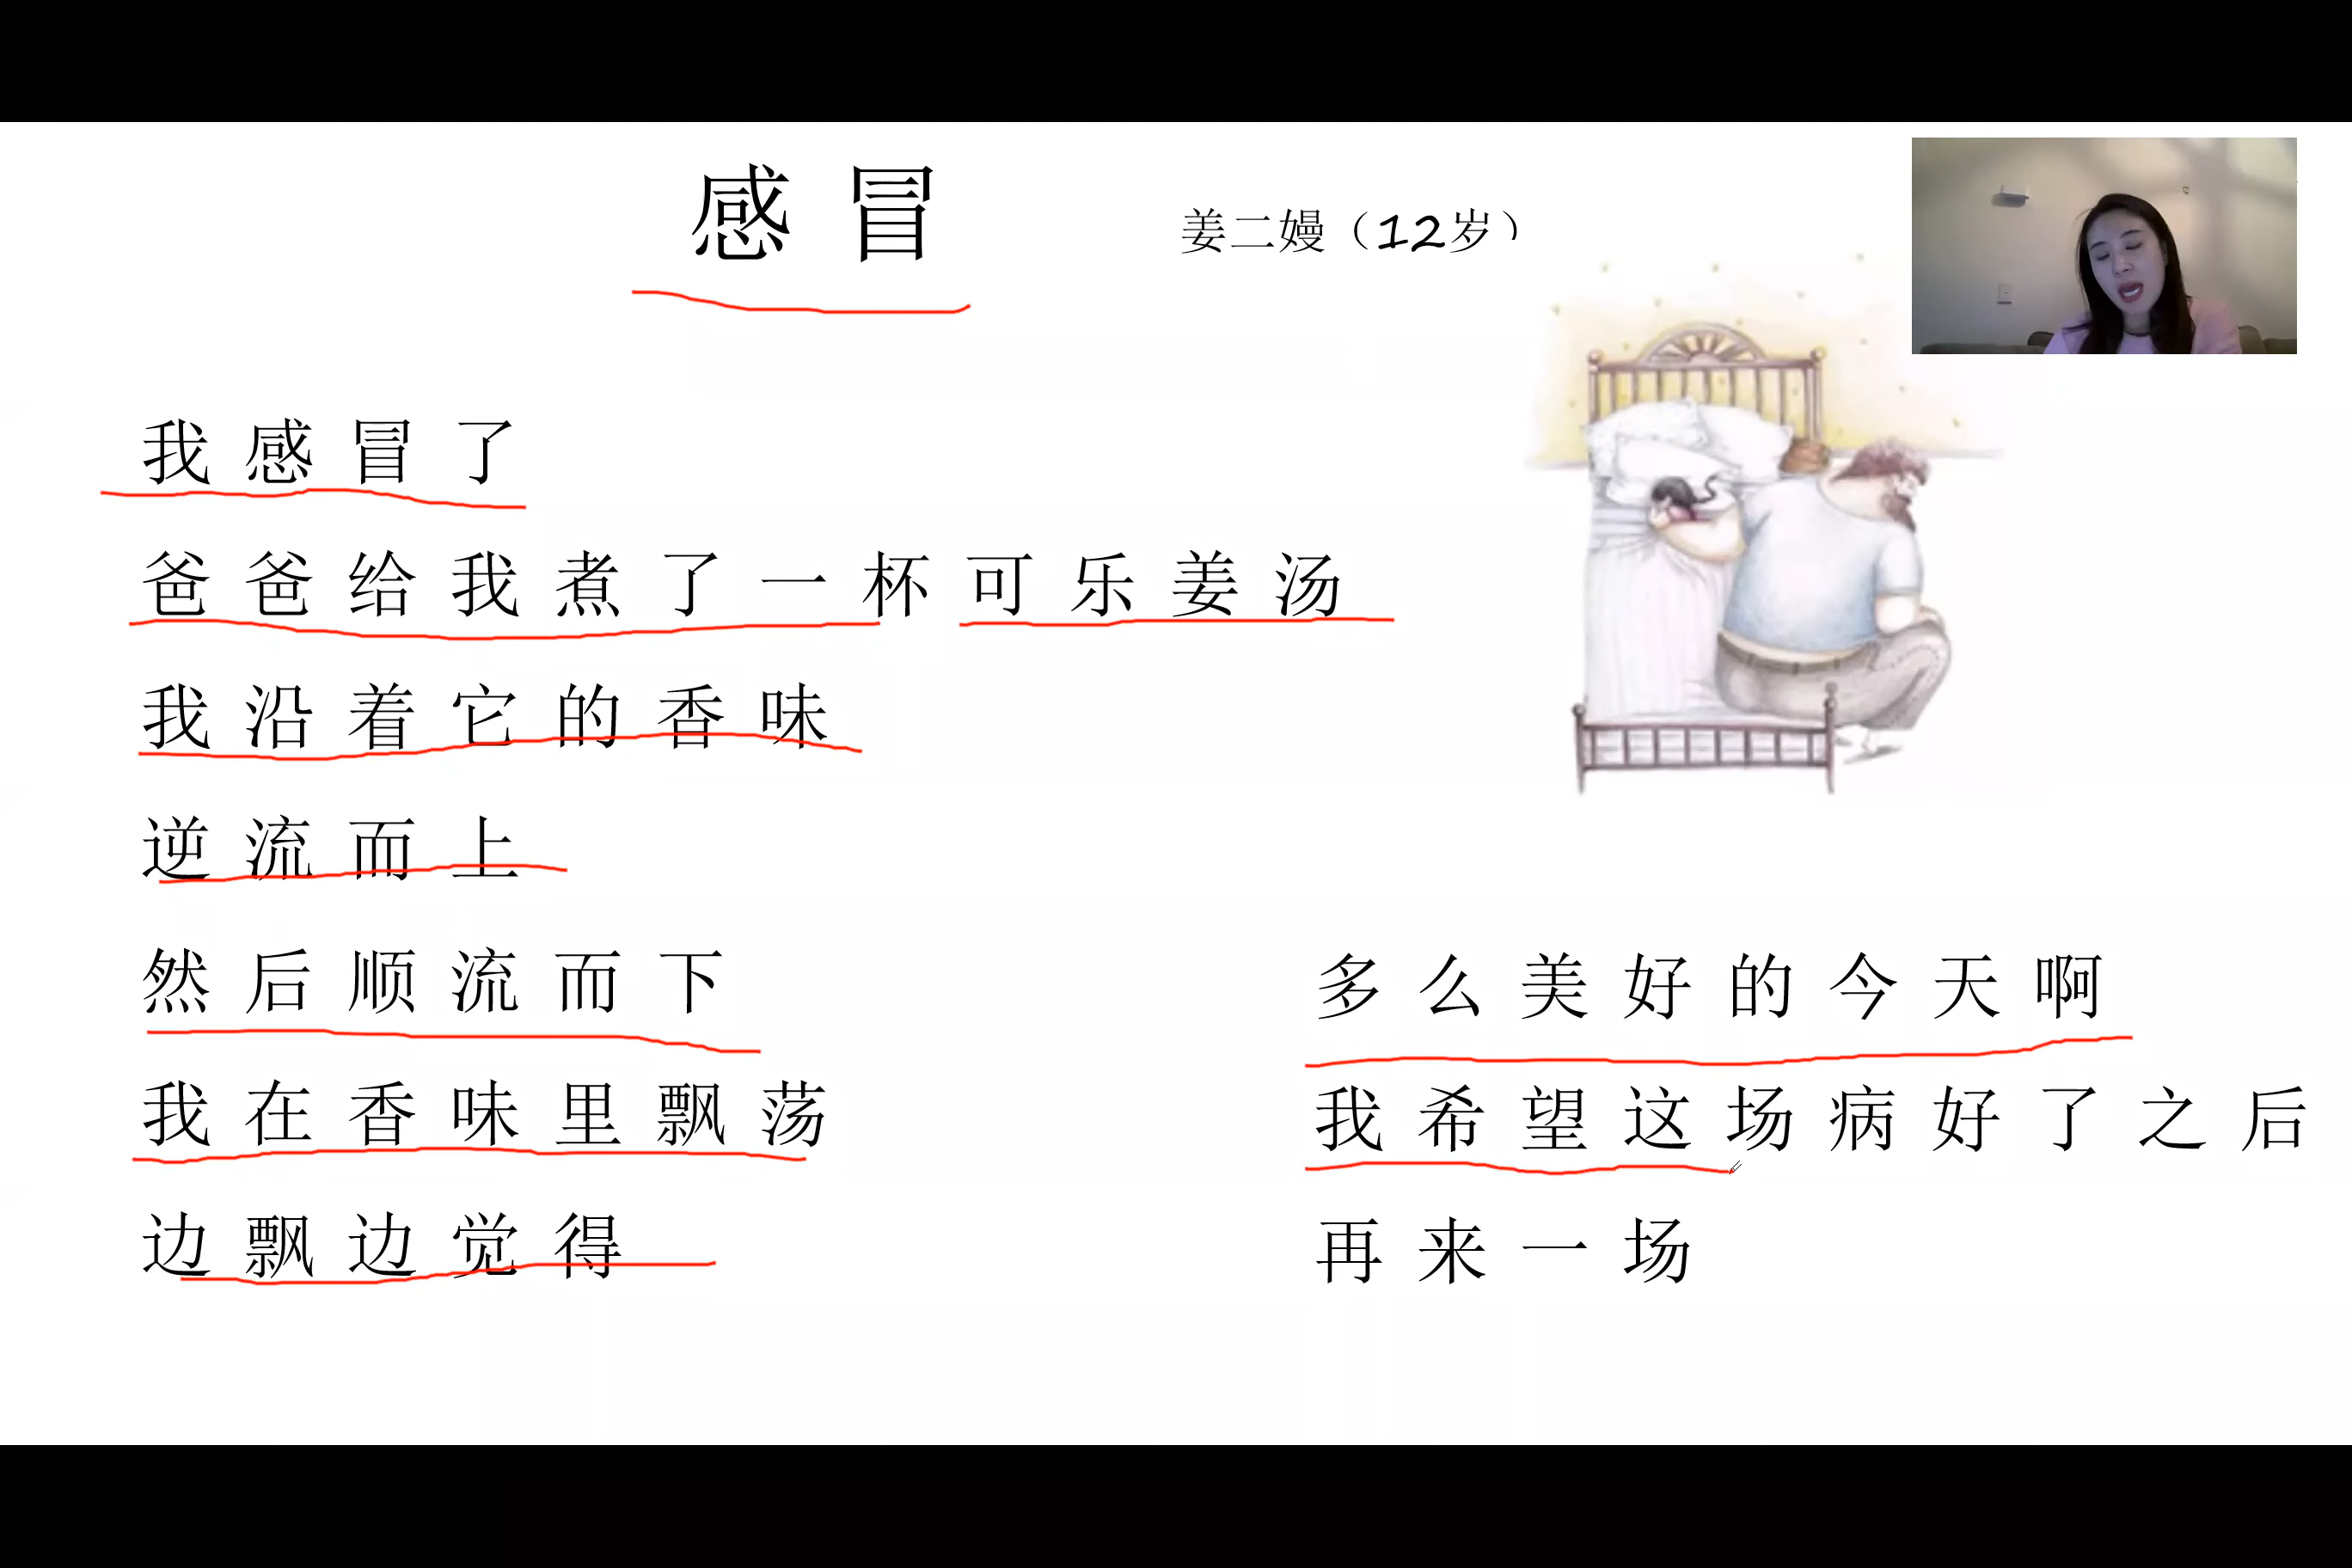 感冒
姜二嫚（12岁）
我感冒了
爸爸给我煮了一杯可乐姜汤
我沿着它的香味
逆流而上
然后顺流而下
我在香味里飘荡
边飘边觉得
多么美好的今天啊
我希望这场病好了之后
再来一场